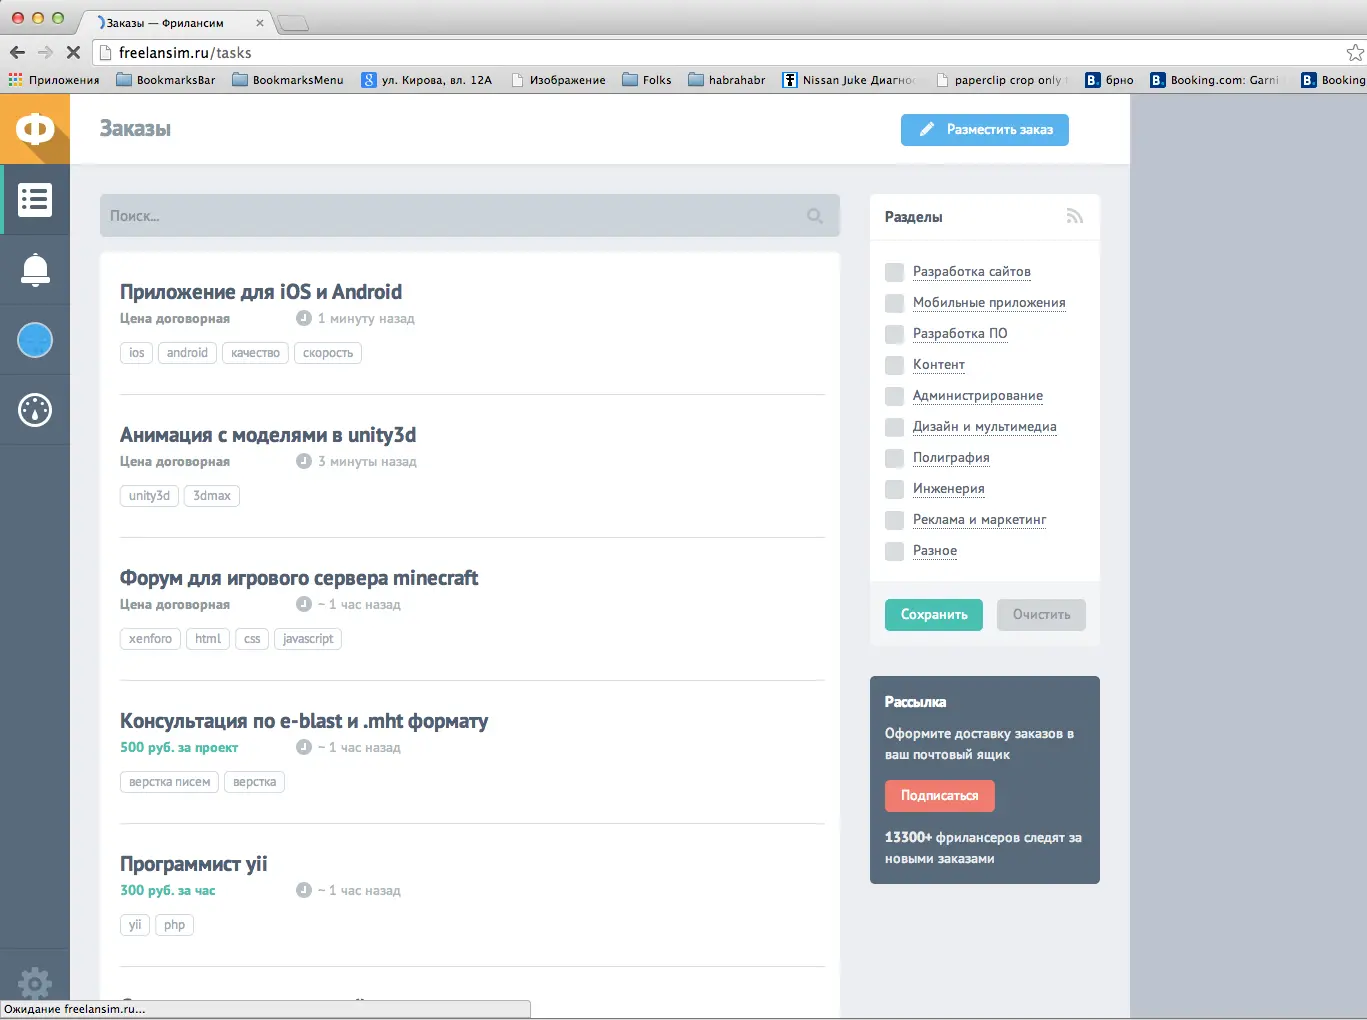 Заказы — Фрилансим
freelansim.ru/tasks
Приложения BookmarksBar BookmarksMenu ул. Кирова, вл. 12А Изображение Folks habrahabr Nissan Juke Диагно paperclip crop only брно Booking.com: Garni Booking
Ф
Заказы
Разместить заказ
Поиск...
Приложение для iOS и Android
Цена договорная 1 минуту назад
ios android качество скорость
Анимация с моделями в unity3d
Цена договорная 3 минуты назад
unity3d 3dmax
Форум для игрового сервера minecraft
Цена договорная ~ 1 час назад
xenforo html css javascript
Консультация по e-blast и .mht формату
500 руб. за проект ~ 1 час назад
верстка писем верстка
Программист yii
300 руб. за час ~ 1 час назад
yii php
Разделы
Разработка сайтов
Мобильные приложения
Разработка ПО
Контент
Администрирование
Дизайн и мультимедиа
Полиграфия
Инженерия
Реклама и маркетинг
Разное
Сохранить Очистить
Рассылка
Оформите доставку заказов в
ваш почтовый ящик
Подписаться
13300+ фрилансеров следят за
новыми заказами
Ожидание freelansim.ru...